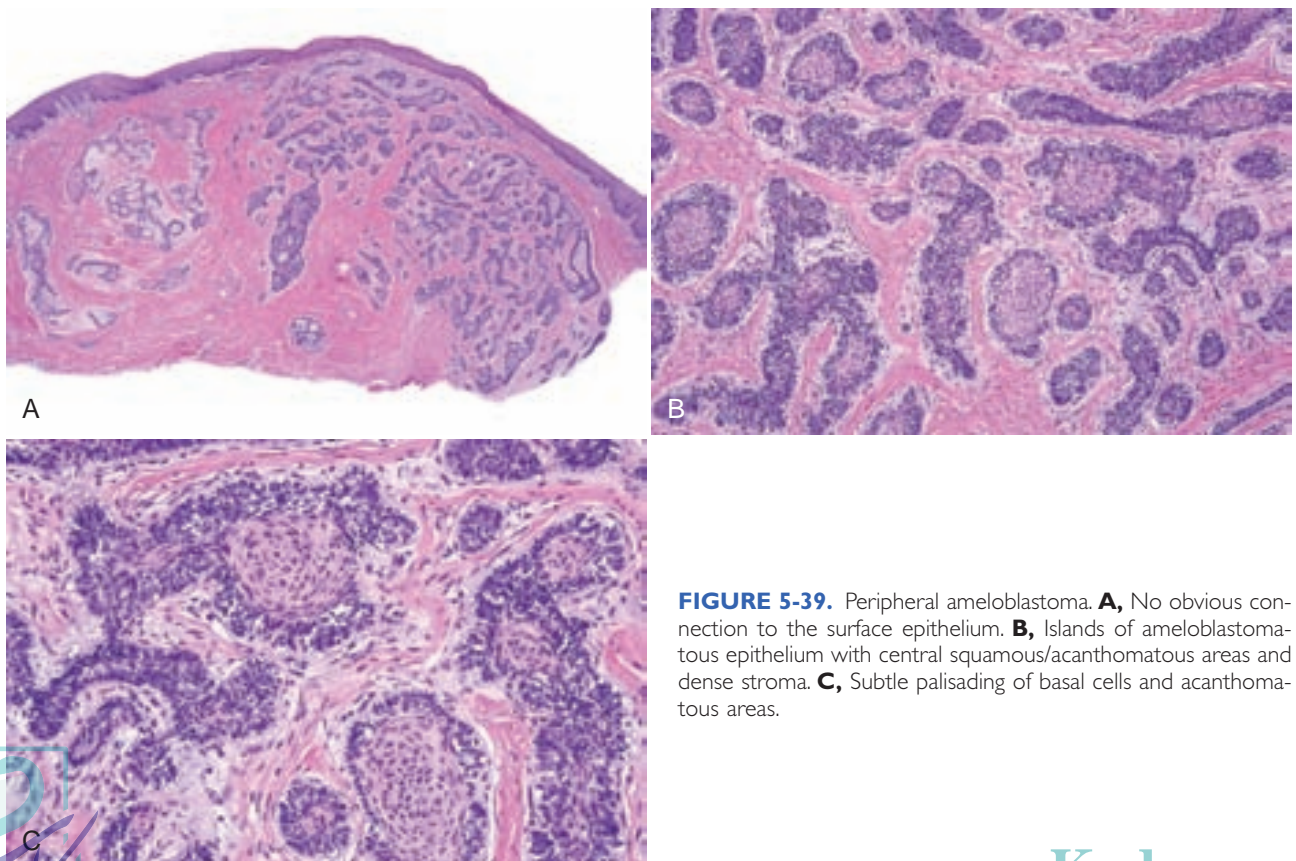 A
B
C
FIGURE 5-39. Peripheral ameloblastoma. A, No obvious con-
nection to the surface epithelium. B, Islands of ameloblastoma-
tous epithelium with central squamous/acanthomatous areas and
dense stroma. C, Subtle palisading of basal cells and acanthoma-
tous areas.